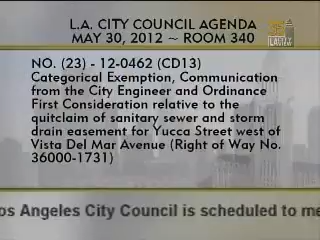 L.A. CITY COUNCIL AGENDA
MAY 30, 2012 ~ ROOM 340
NO. (23) - 12-0462 (CD13)
Categorical Exemption, Communication
from the City Engineer and Ordinance
First Consideration relative to the
quitclaim of sanitary sewer and storm
drain easement for Yucca Street west of
Vista Del Mar Avenue (Right of Way No.
36000-1731)
os Angeles City Council is scheduled to me